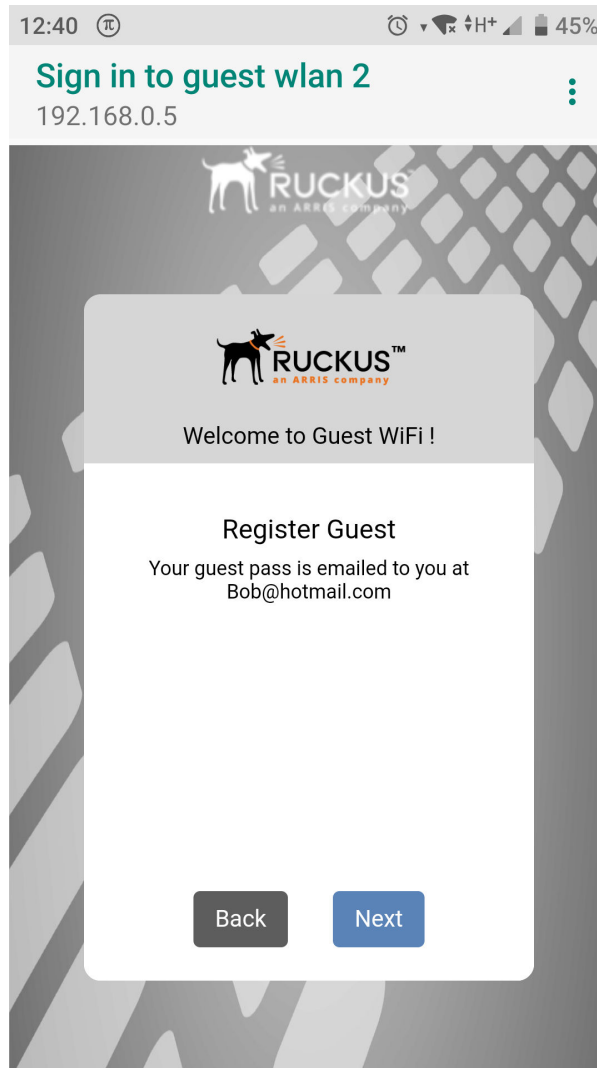 12:40 π H+ 45%
Sign in to guest wlan 2
192.168.0.5
RUCKUS
an ARRIS company
RUCKUS™
an ARRIS company
Welcome to Guest WiFi !
Register Guest
Your guest pass is emailed to you at
Bob@hotmail.com
Back Next